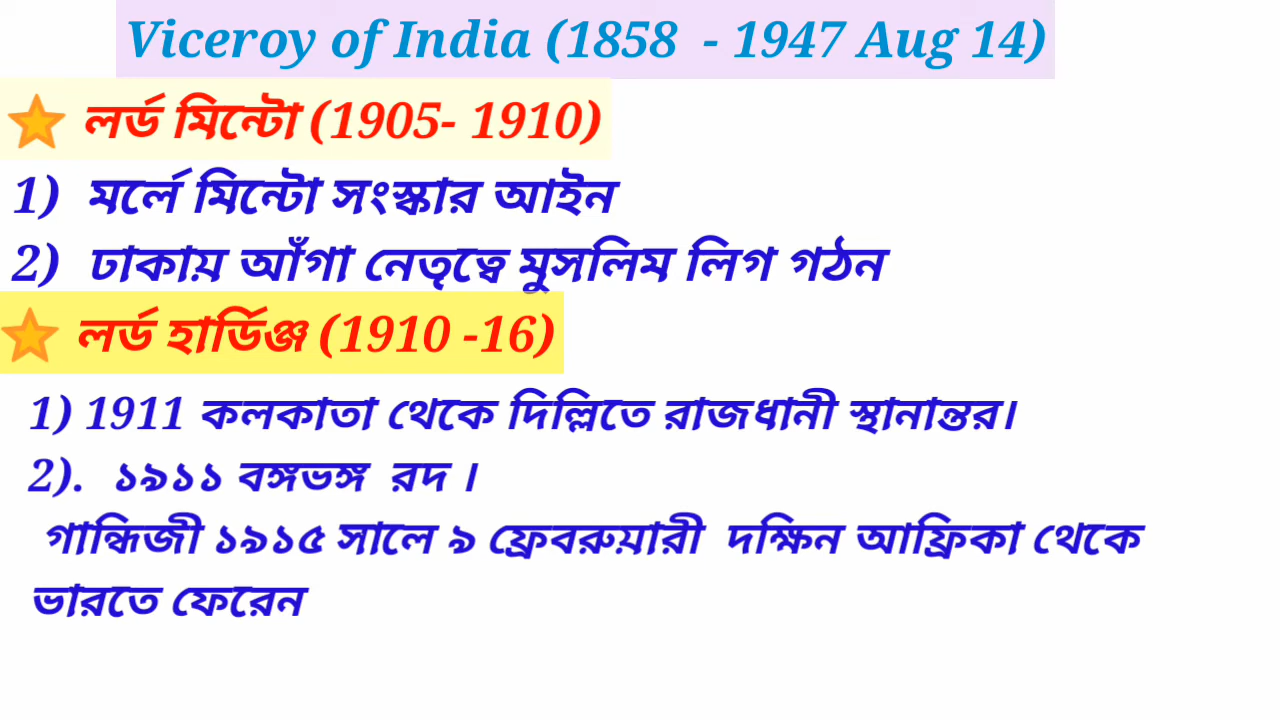 Viceroy of India (1858 - 1947 Aug 14)
লর্ড মিন্টো (1905- 1910)
1) মর্লে মিন্টো সংস্কার আইন
2) ঢাকায় আঁগা নেতৃত্বে মুসলিম লিগ গঠন
লর্ড হার্ডিঞ্জ (1910 -16)
1) 1911 কলকাতা থেকে দিল্লিতে রাজধানী স্থানান্তর।
2). ১৯১১ বঙ্গভঙ্গ রদ ।
গান্ধিজী ১৯১৫ সালে ৯ ফ্রেবরুয়ারী দক্ষিন আফ্রিকা থেকে
ভারতে ফেরেন